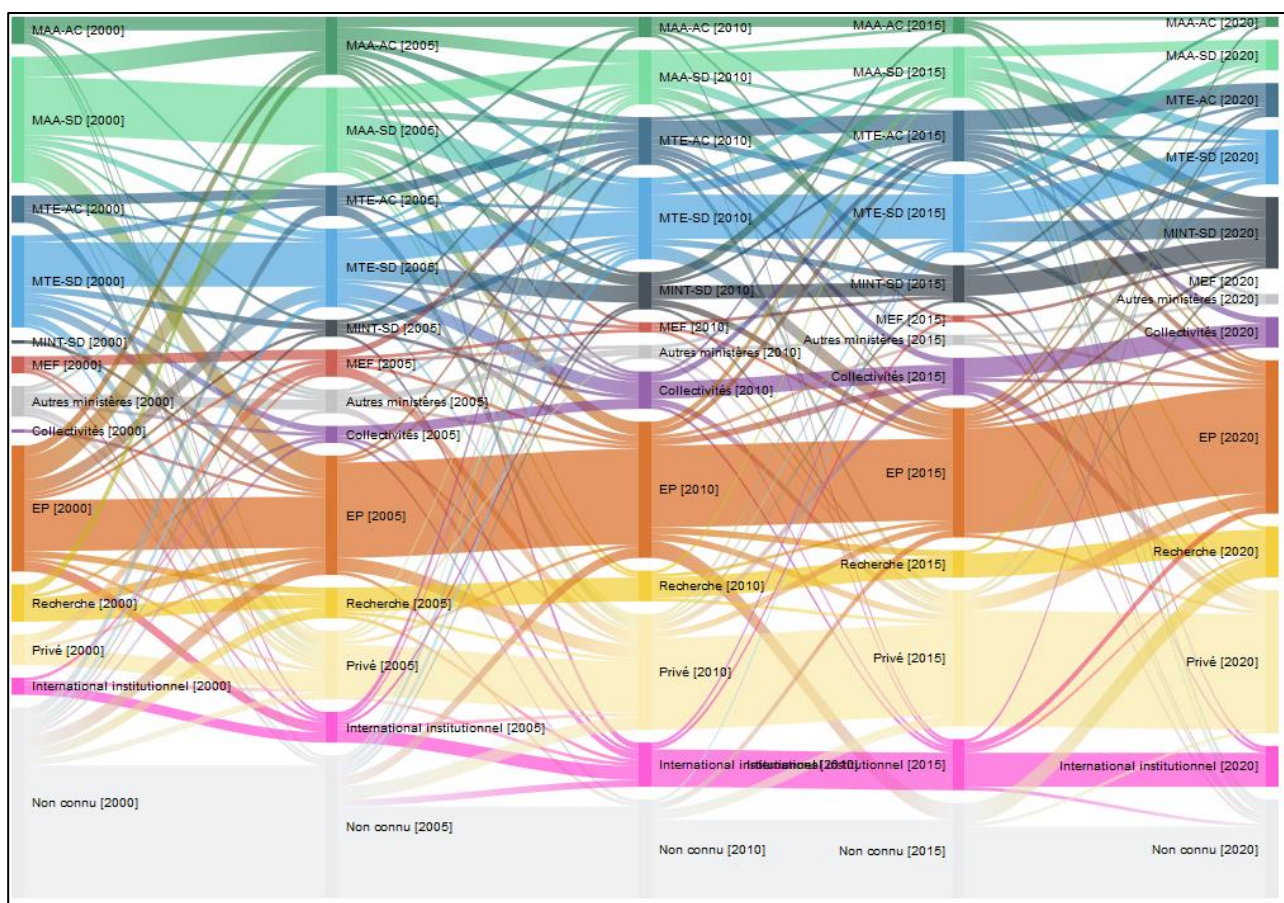 MAA-AC [2000]
MAA-SD [2000]
MTE-AC [2000]
MTE-SD [2000]
MINT-SD [2000]
MEF [2000]
Autres ministères [2000]
Collectivités [2000]
EP [2000]
Recherche [2000]
Privé [2000]
International institutionnel [2000]
Non connu [2000]
MAA-AC [2005]
MAA-SD [2005]
MTE-AC [2005]
MTE-SD [2005]
MINT-SD [2005]
MEF [2005]
Autres ministères [2005]
Collectivités [2005]
EP [2005]
Recherche [2005]
Privé [2005]
International institutionnel [2005]
Non connu [2005]
MAA-AC [2010]
MAA-SD [2010]
MTE-AC [2010]
MTE-SD [2010]
MINT-SD [2010]
MEF [2010]
Autres ministères [2010]
Collectivités [2010]
EP [2010]
Recherche [2010]
Privé [2010]
International institutionnel [2010]
Non connu [2010]
MAA-AC [2015]
MAA-SD [2015]
MTE-AC [2015]
MTE-SD [2015]
MINT-SD [2015]
MEF [2015]
Autres ministères [2015]
Collectivités [2015]
EP [2015]
Recherche [2015]
Privé [2015]
International institutionnel [2015]
Non connu [2015]
MAA-AC [2020]
MAA-SD [2020]
MTE-AC [2020]
MTE-SD [2020]
MINT-SD [2020]
MEF [2020]
Autres ministères [2020]
Collectivités [2020]
EP [2020]
Recherche [2020]
Privé [2020]
International institutionnel [2020]
Non connu [2020]